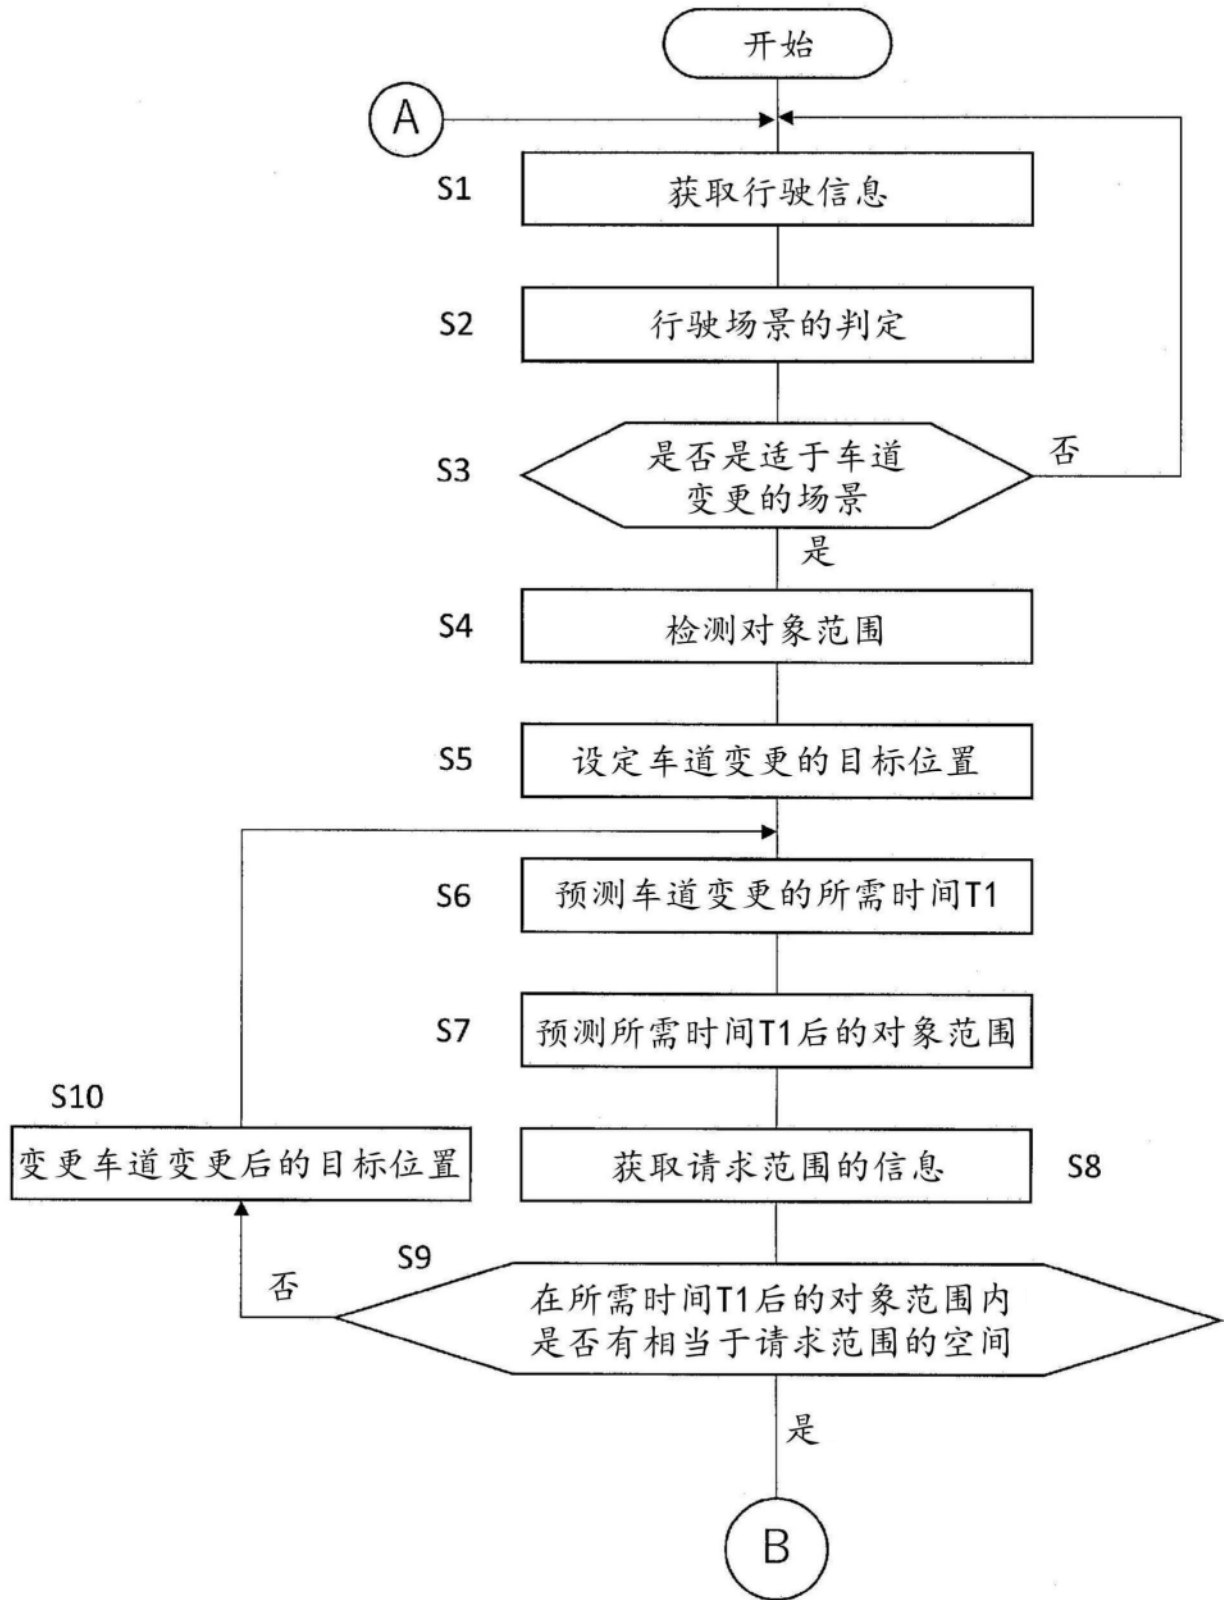 开始
A
S1
获取行驶信息
S2
行驶场景的判定
S3
是否是适于车道
变更的场景
否
是
S4
检测对象范围
S5
设定车道变更的目标位置
S6
预测车道变更的所需时间T1
S7
预测所需时间T1后的对象范围
S10
变更车道变更后的目标位置
获取请求范围的信息
S8
S9
否
在所需时间T1后的对象范围内
是否有相当于请求范围的空间
是
B